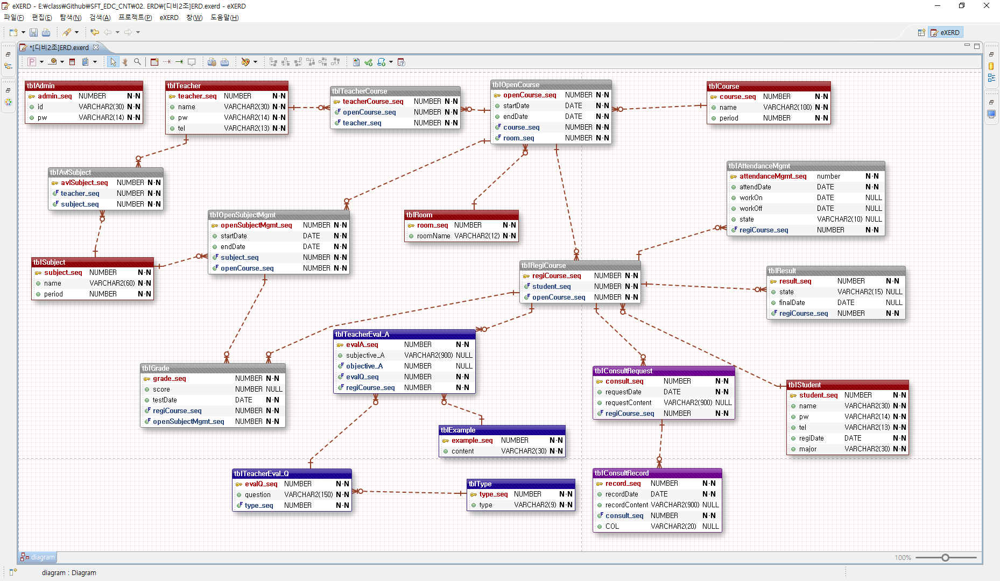 eXERD - E:￦class￦Github￦SFT_EDC_CNT￦02. ERD￦[디비2조]ERD.exerd - eXERD
파일(F) 편집(E) 탐색(N) 검색(A) 프로젝트(P) eXERD 창(W) 도움말(H)
eXERD
*[디비2조]ERD.exerd
tblAdmin
admin_seq NUMBER N-N
id VARCHAR2(30) N-N
pw VARCHAR2(14) N-N
tblTeacher
teacher_seq NUMBER N-N
name VARCHAR2(30) N-N
pw VARCHAR2(14) N-N
tel VARCHAR2(13) N-N
tblTeacherCourse
teacherCourse_seq NUMBER N-N
openCourse_seq NUMBER N-N
teacher_seq NUMBER N-N
tblOpenCourse
openCourse_seq NUMBER N-N
startDate DATE N-N
endDate DATE N-N
course_seq NUMBER N-N
room_seq NUMBER N-N
tblCourse
course_seq NUMBER N-N
name VARCHAR2(100) N-N
period NUMBER N-N
tblAvlSubject
avlSubject_seq NUMBER N-N
teacher_seq NUMBER N-N
subject_seq NUMBER N-N
tblOpenSubjectMgmt
openSubjectMgmt_seq NUMBER N-N
startDate DATE N-N
endDate DATE N-N
subject_seq NUMBER N-N
openCourse_seq NUMBER N-N
tblRoom
room_seq NUMBER N-N
roomName VARCHAR2(12) N-N
tblAttendanceMgmt
attendanceMgmt_seq number N-N
attendDate DATE N-N
workOn DATE NULL
workOff DATE NULL
state VARCHAR2(10) NULL
regiCourse_seq NUMBER N-N
tblSubject
subject_seq NUMBER N-N
name VARCHAR2(60) N-N
period NUMBER N-N
tblRegiCourse
regiCourse_seq NUMBER N-N
student_seq NUMBER N-N
openCourse_seq NUMBER N-N
tblResult
result_seq NUMBER N-N
state VARCHAR2(15) NULL
finalDate DATE NULL
regiCourse_seq NUMBER N-N
tblTeacherEval_A
evalA_seq NUMBER N-N
subjective_A VARCHAR2(900) NULL
objective_A NUMBER NULL
evalQ_seq NUMBER N-N
regiCourse_seq NUMBER N-N
tblGrade
grade_seq NUMBER N-N
score NUMBER NULL
testDate DATE N-N
regiCourse_seq NUMBER N-N
openSubjectMgmt_seq NUMBER N-N
tblConsultRequest
consult_seq NUMBER N-N
requestDate DATE N-N
requestContent VARCHAR2(900) NULL
regiCourse_seq NUMBER N-N
tblStudent
student_seq NUMBER N-N
name VARCHAR2(30) N-N
pw VARCHAR2(14) N-N
tel VARCHAR2(13) N-N
regiDate DATE N-N
major VARCHAR2(30) N-N
tblExample
example_seq NUMBER N-N
content VARCHAR2(30) N-N
tblTeacherEval_Q
evalQ_seq NUMBER N-N
question VARCHAR2(150) N-N
type_seq NUMBER N-N
tblType
type_seq NUMBER N-N
type VARCHAR2(9) N-N
tblConsultRecord
record_seq NUMBER N-N
recordDate DATE N-N
recordContent VARCHAR2(900) NULL
consult_seq NUMBER N-N
COL VARCHAR2(20) NULL
diagram
100%
diagram : Diagram